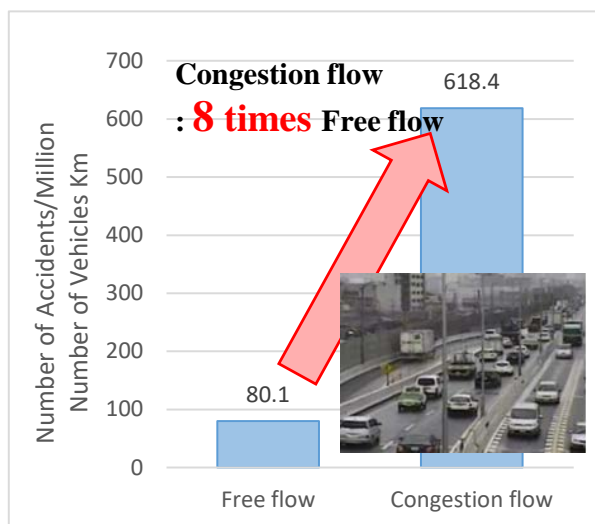 Congestion flow
: 8 times Free flow
Number of Accidents/Million
Number of Vehicles Km
700
600
500
400
300
200
100
0
80.1
618.4
Free flow
Congestion flow